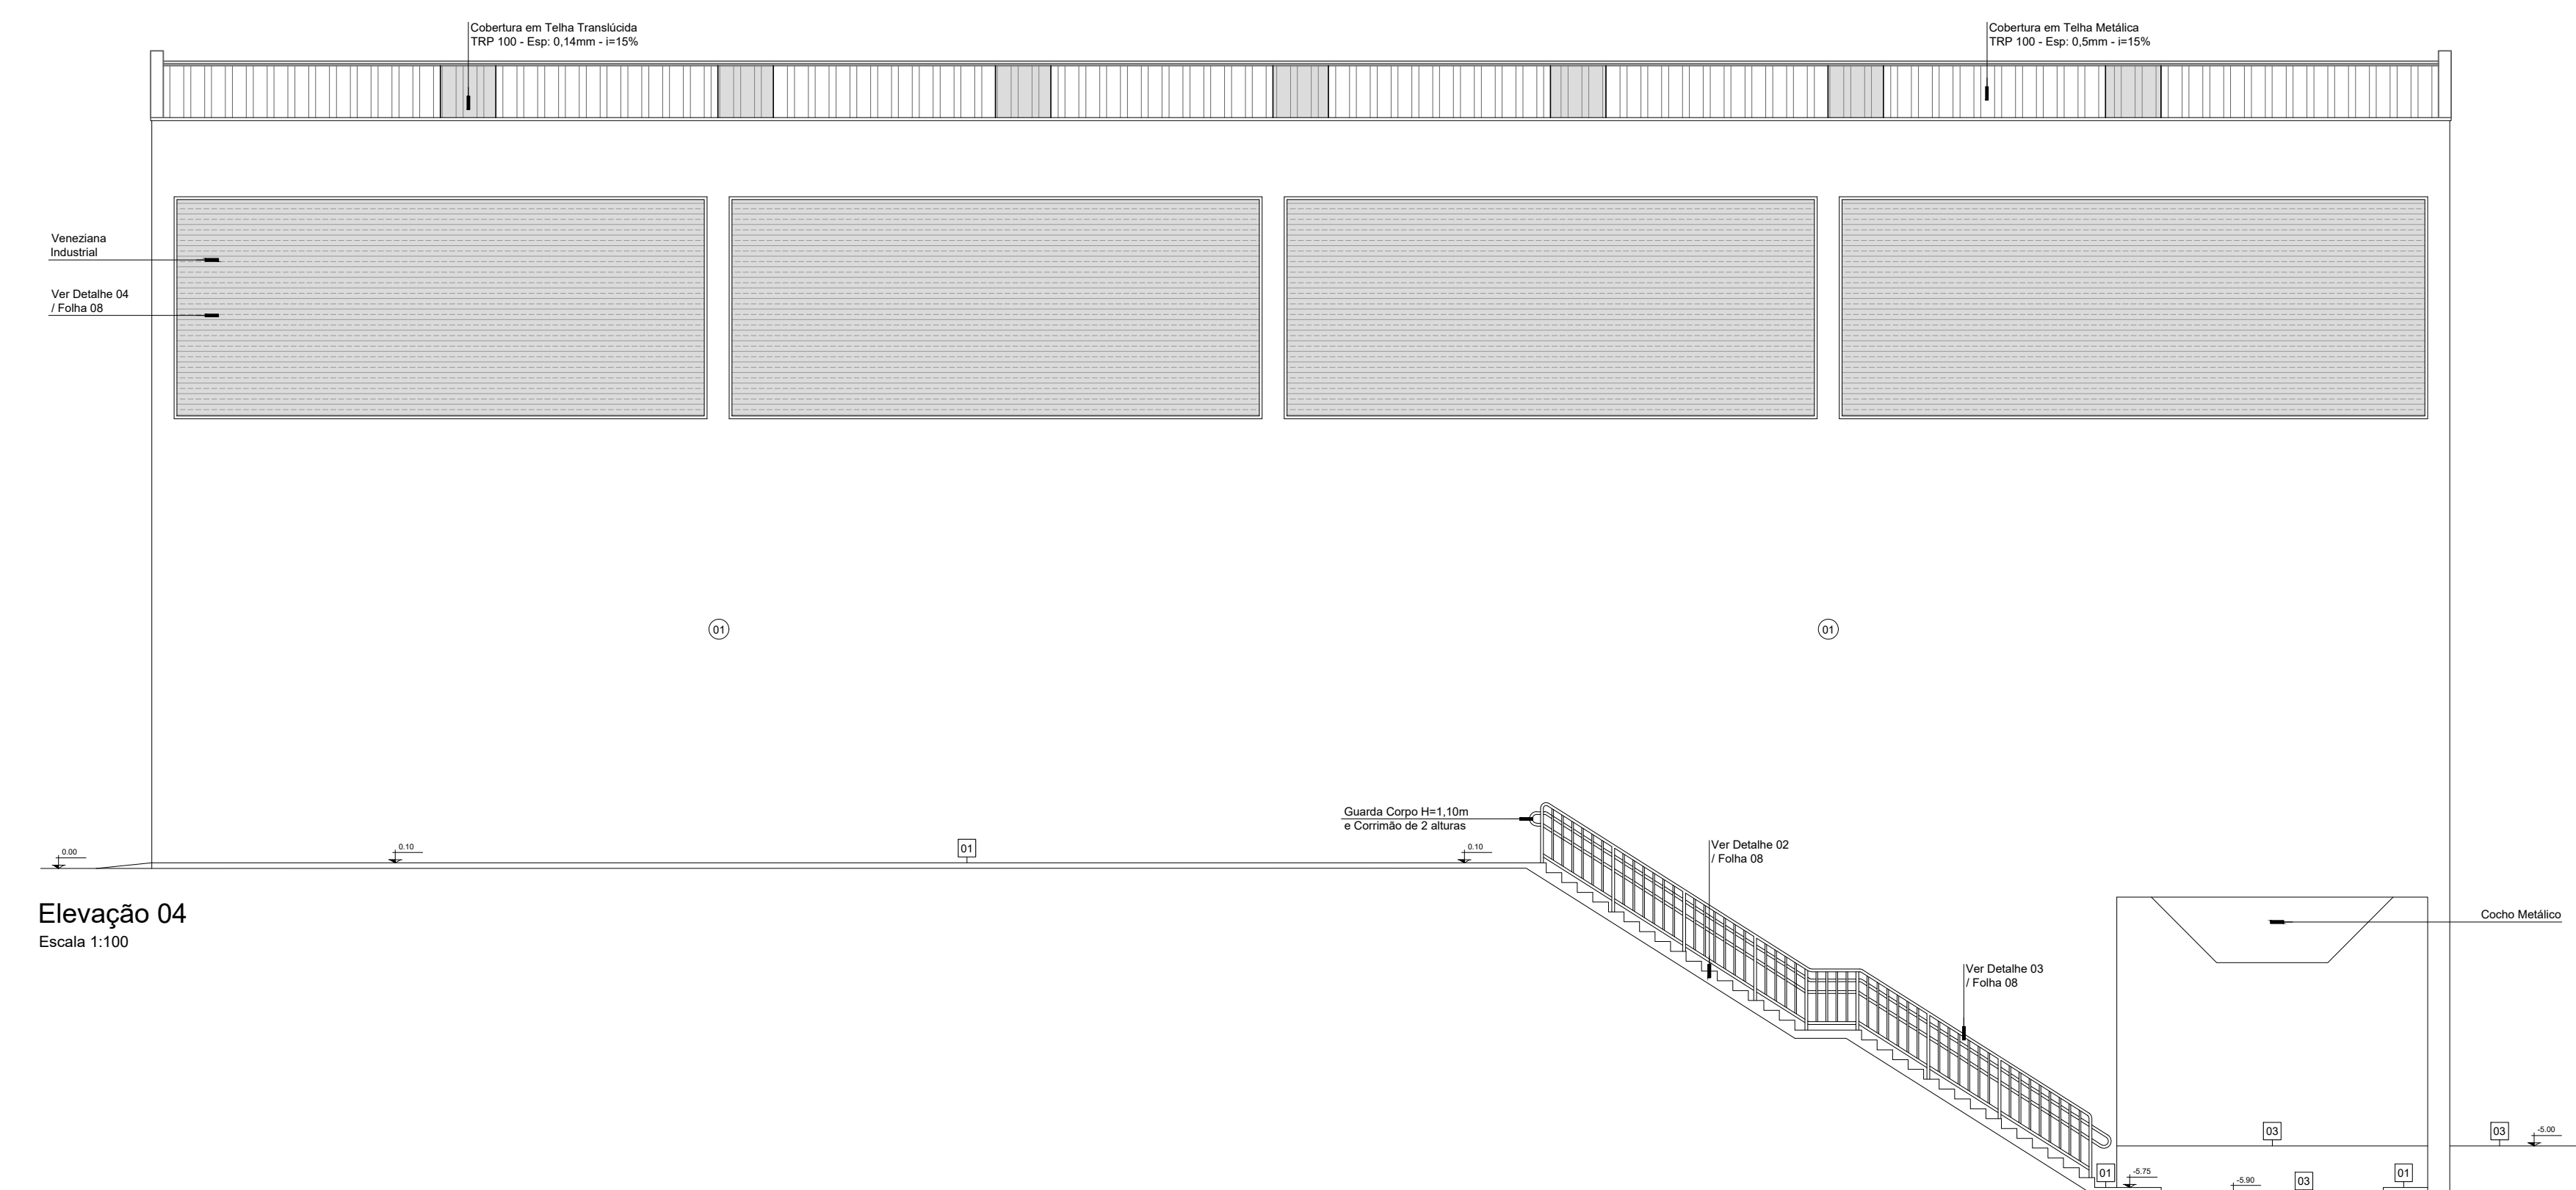 Cobertura em Telha Translúcida
TRP 100 - Esp: 0,14mm - i=15%
Cobertura em Telha Metálica
TRP 100 - Esp: 0,5mm - i=15%
Veneziana
Industrial
Ver Detalhe 04
/ Folha 08
01
01
Guarda Corpo H=1,10m
e Corrimão de 2 alturas
0.00
0.10
01
0.10
Ver Detalhe 02
/ Folha 08
Elevação 04
Escala 1:100
Cocho Metálico
Ver Detalhe 03
/ Folha 08
03
03
-5.00
01
-5.75
-5.90
03
01